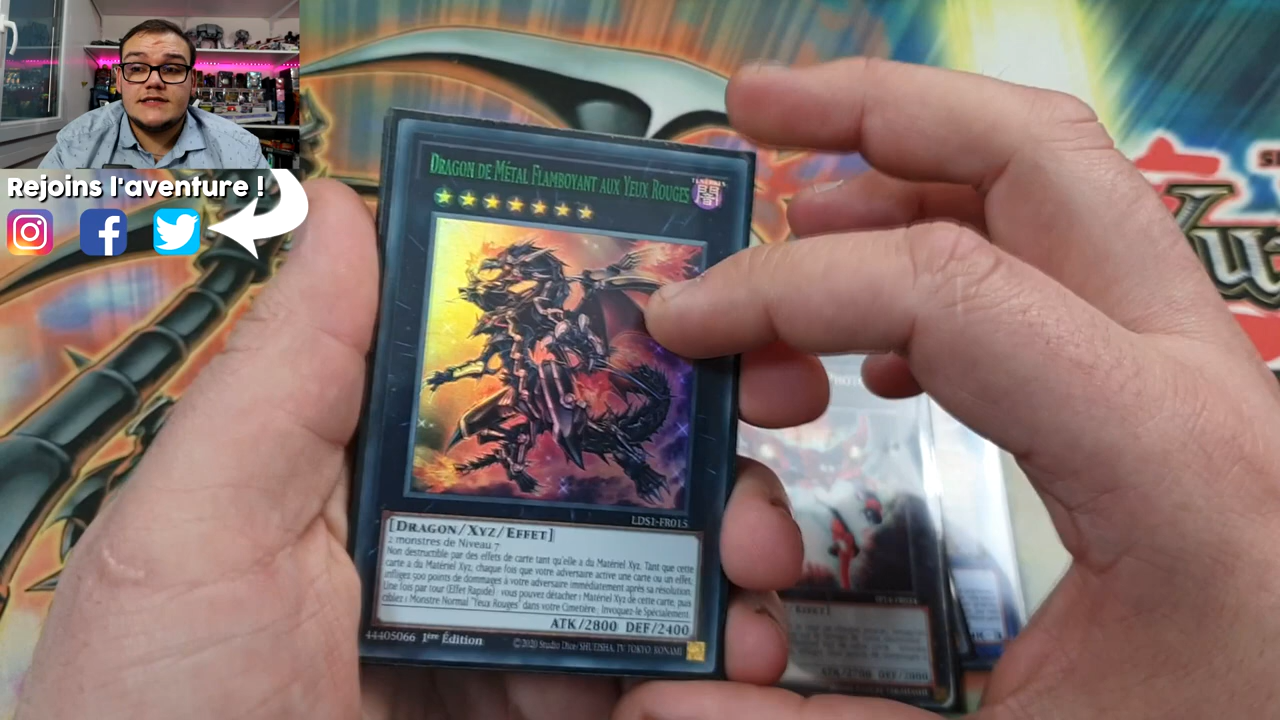 Rejoins l'aventure !
DRAGON DE MÉTAL FLAMBOYANT AUX YEUX ROUGES
TÉNÈBRES
闇
LDS1-FR015
[DRAGON/XYZ/EFFET]
2 monstres de Niveau 7
Non destructible par des effets de carte tant qu'elle a du Matériel Xyz. Tant que cette
carte a du Matériel Xyz, chaque fois que votre adversaire active une carte ou un effet,
infligez 500 points de dommages à votre adversaire immédiatement après sa résolution.
Une fois par tour (Effet Rapide) : vous pouvez détacher 1 Matériel Xyz de cette carte, puis
ciblez 1 Monstre Normal "Yeux Rouges" dans votre Cimetière ; Invoquez-le Spécialement.
ATK/2800 DEF/2400
44405066 1ère Édition
©2020 Studio Dice/SHUEISHA, TV TOKYO, KONAMI